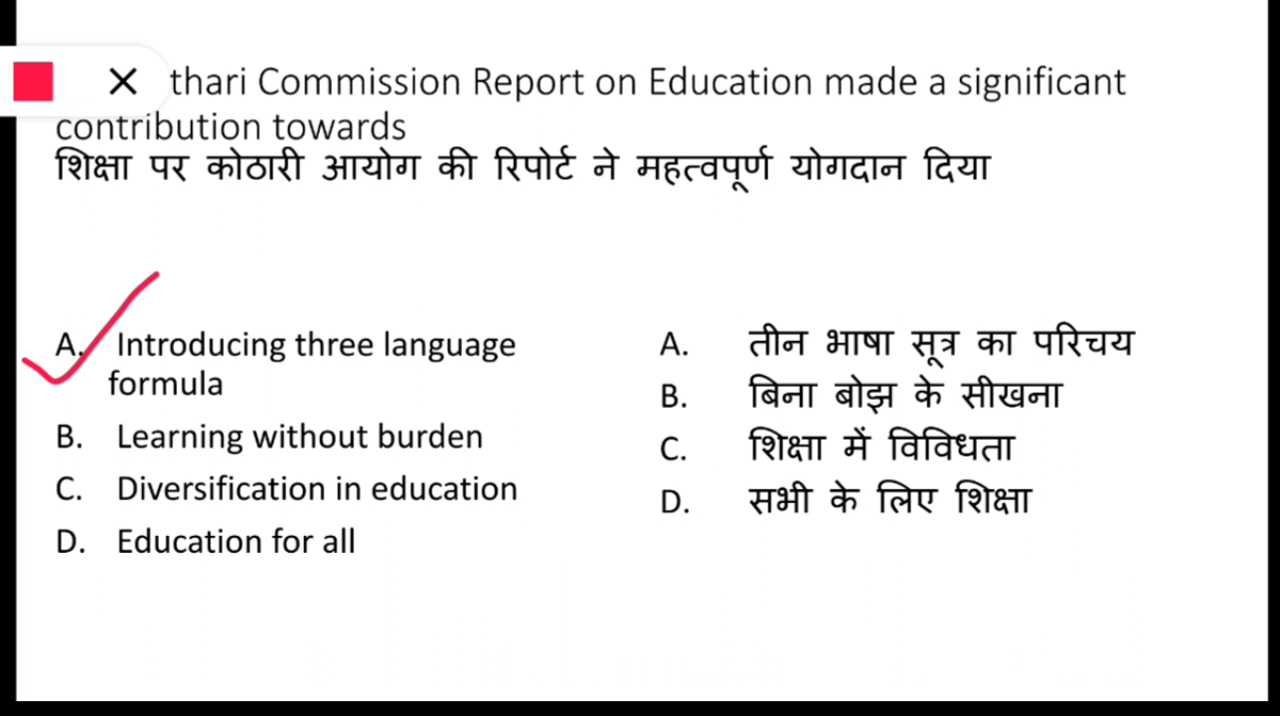 thari Commission Report on Education made a significant
contribution towards
शिक्षा पर कोठारी आयोग की रिपोर्ट ने महत्वपूर्ण योगदान दिया
A. Introducing three language
formula
B. Learning without burden
C. Diversification in education
D. Education for all
A. तीन भाषा सूत्र का परिचय
B. बिना बोझ के सीखना
C. शिक्षा में विविधता
D. सभी के लिए शिक्षा